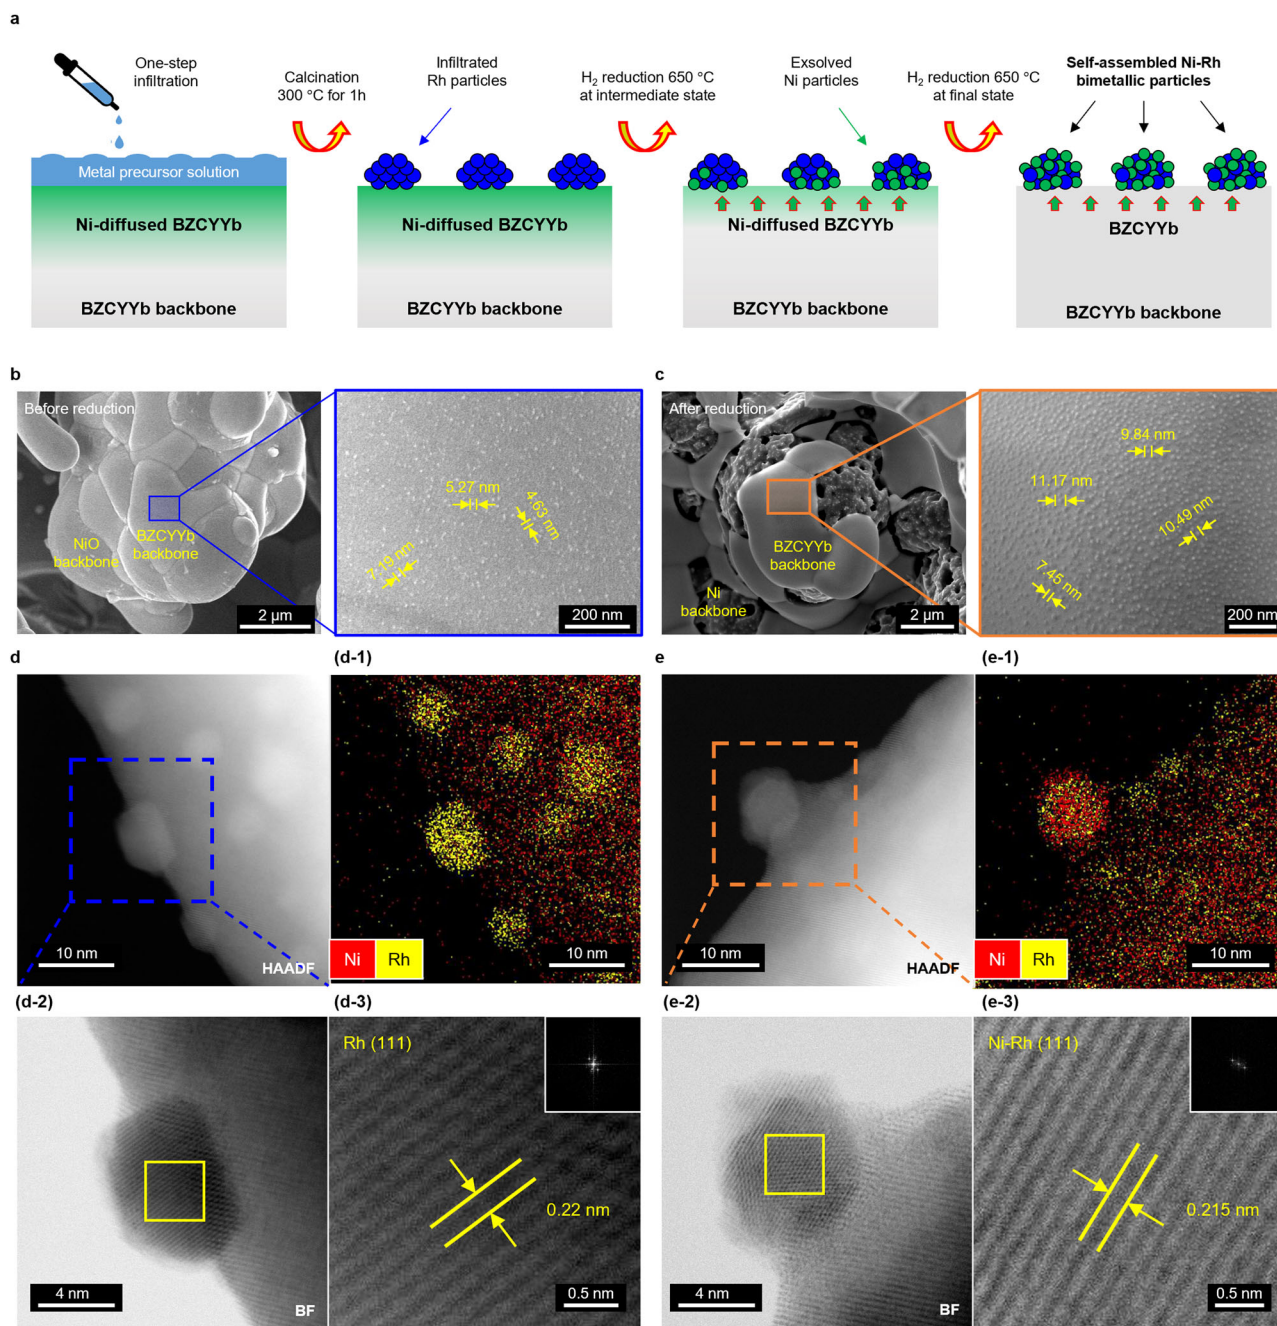 a
One-step
infiltration
Calcination
300 °C for 1h
Infiltrated
Rh particles
H₂ reduction 650 °C
at intermediate state
Exsolved
Ni particles
H₂ reduction 650 °C
at final state
Self-assembled Ni-Rh
bimetallic particles
Metal precursor solution
Ni-diffused BZCYYb
BZCYYb backbone
Ni-diffused BZCYYb
BZCYYb backbone
Ni-diffused BZCYYb
BZCYYb backbone
BZCYYb
BZCYYb backbone
b
Before reduction
NiO
backbone
BZCYYb
backbone
2 µm
5.27 nm
4.63 nm
7.19 nm
200 nm
c
After reduction
BZCYYb
backbone
Ni
backbone
2 µm
9.84 nm
11.17 nm
10.49 nm
7.45 nm
200 nm
d
10 nm
HAADF
(d-1)
Ni
Rh
10 nm
e
10 nm
HAADF
(e-1)
Ni
Rh
10 nm
(d-2)
4 nm
BF
(d-3)
Rh (111)
0.22 nm
0.5 nm
(e-2)
4 nm
BF
(e-3)
Ni-Rh (111)
0.215 nm
0.5 nm